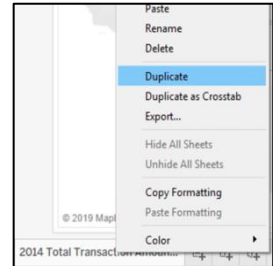 Paste
Rename
Delete
Duplicate
Duplicate as Crosstab
Export...
Hide All Sheets
Unhide All Sheets
Copy Formatting
Paste Formatting
Color
© 2019 Mapl
2014 Total Transaction Amoun...